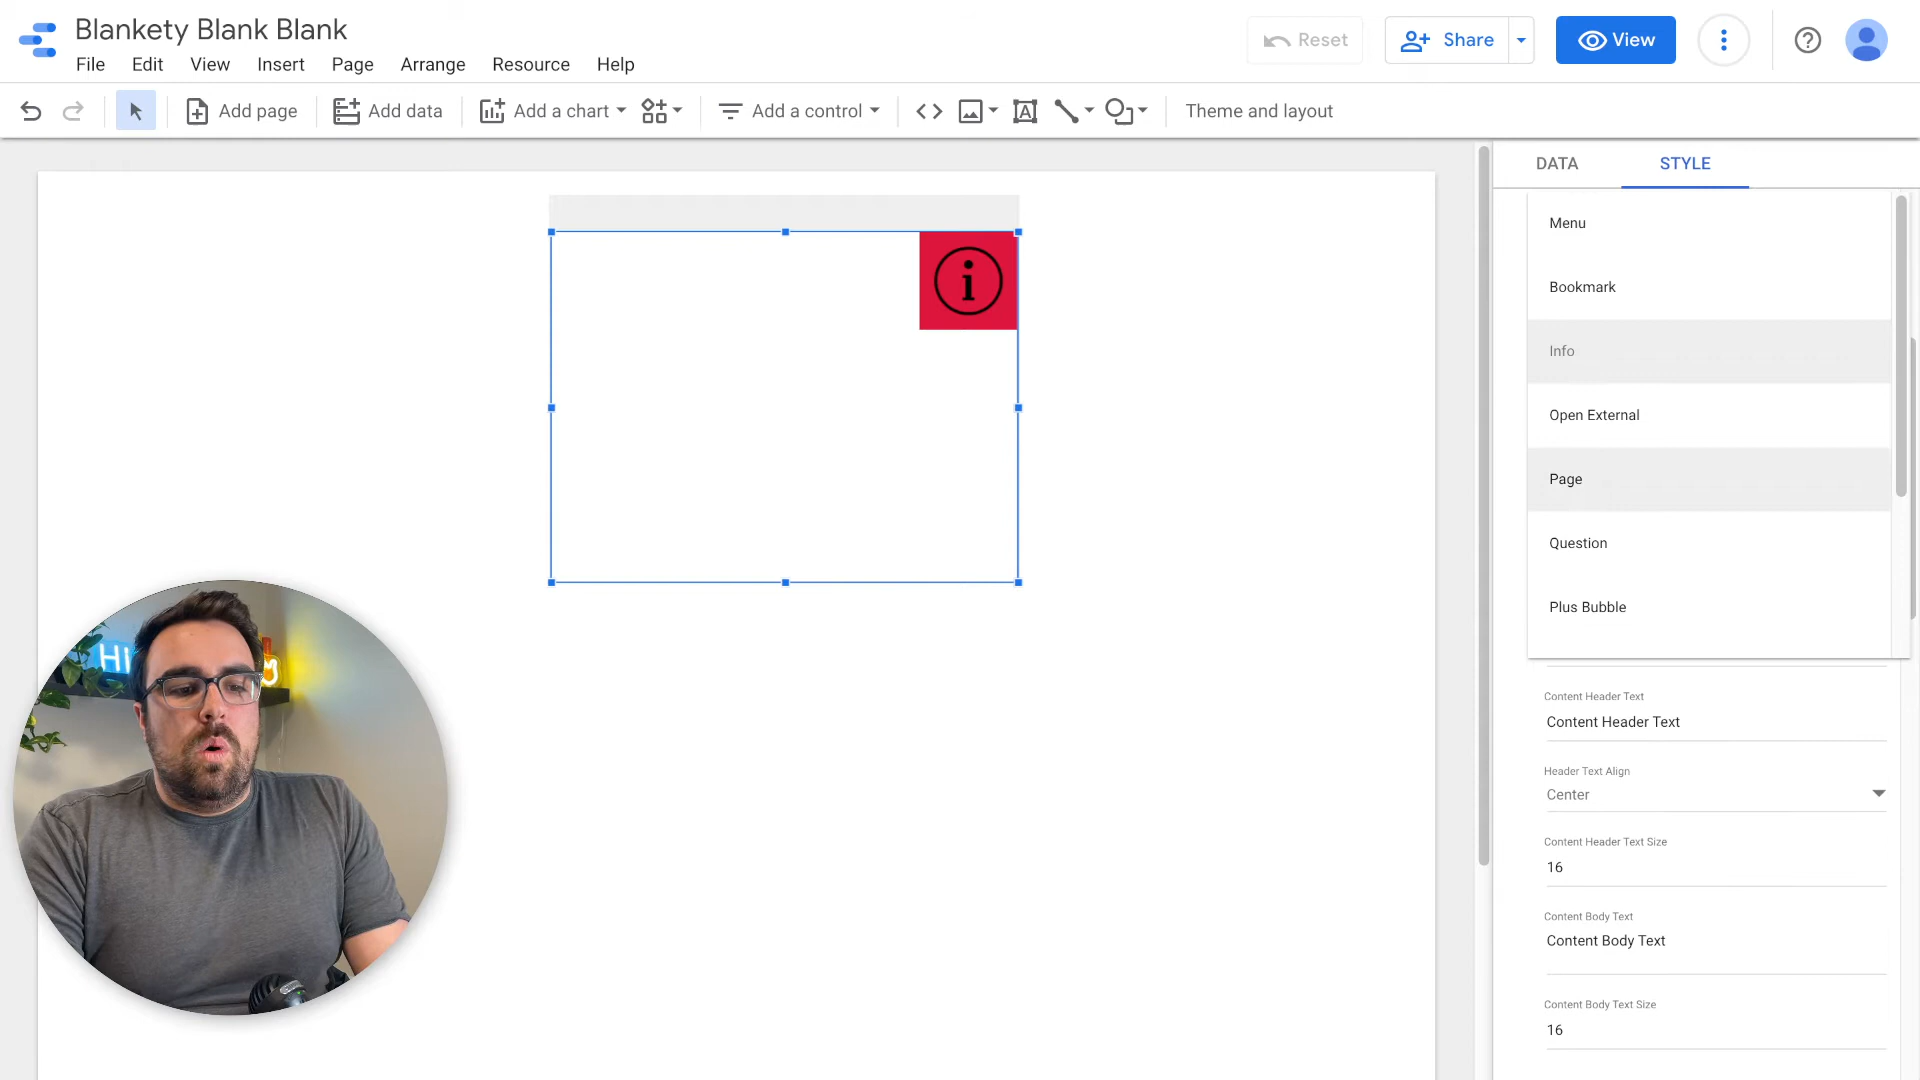 Blankety Blank Blank
File Edit View Insert Page Arrange Resource Help
Reset
Share
View
Add page
Add data
Add a chart
Add a control
Theme and layout
DATA
STYLE
Menu
Bookmark
Info
Open External
Page
Question
Plus Bubble
Content Header Text
Content Header Text
Header Text Align
Center
Content Header Text Size
16
Content Body Text
Content Body Text
Content Body Text Size
16
i
Hi